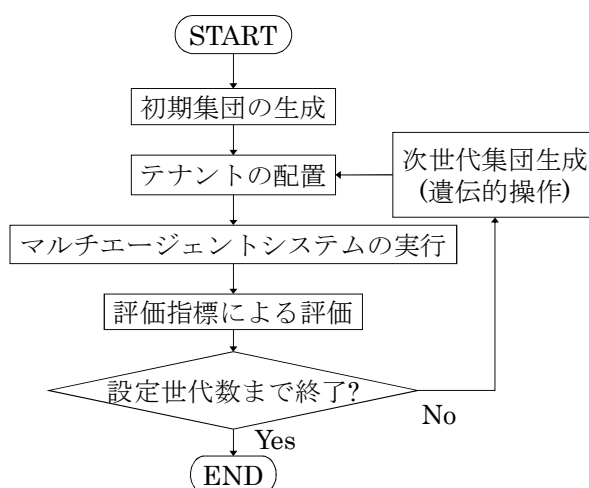 START
初期集団の生成
テナントの配置
次世代集団生成
(遺伝的操作)
マルチエージェントシステムの実行
評価指標による評価
設定世代数まで終了?
No
Yes
END